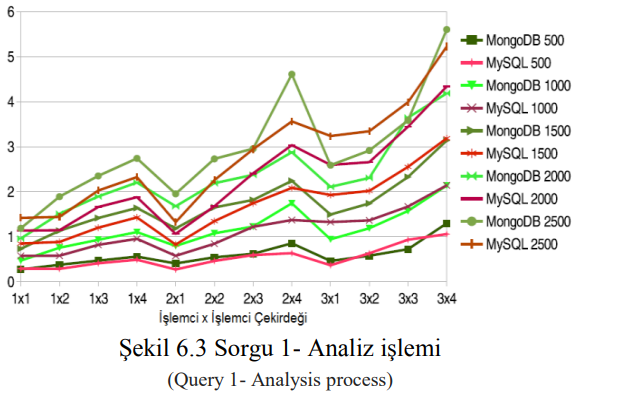 6
5
4
3
2
1
0
1x1 1x2 1x3 1x4 2x1 2x2 2x3 2x4 3x1 3x2 3x3 3x4
İşlemci x İşlemci Çekirdeği
MongoDB 500
MySQL 500
MongoDB 1000
MySQL 1000
MongoDB 1500
MySQL 1500
MongoDB 2000
MySQL 2000
MongoDB 2500
MySQL 2500
Şekil 6.3 Sorgu 1- Analiz işlemi
(Query 1- Analysis process)